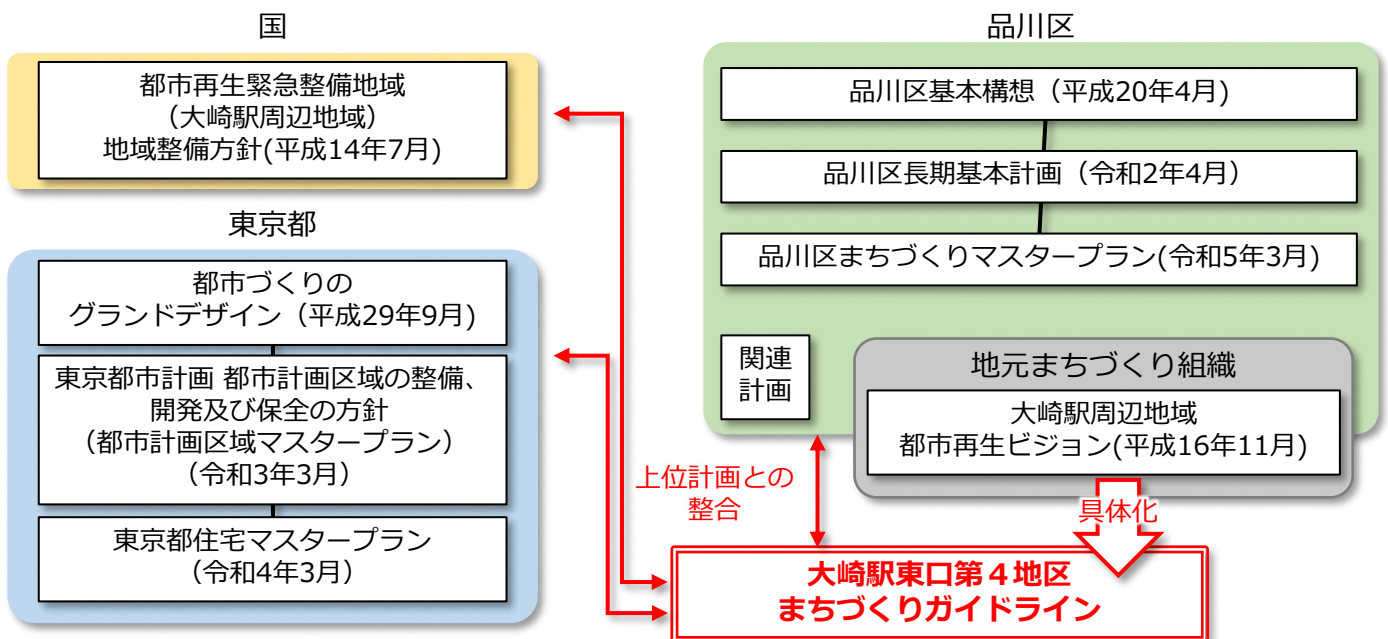 国
都市再生緊急整備地域
（大崎駅周辺地域）
地域整備方針(平成14年7月)
東京都
都市づくりの
グランドデザイン（平成29年9月)
東京都市計画 都市計画区域の整備、
開発及び保全の方針
（都市計画区域マスタープラン）
（令和3年3月）
東京都住宅マスタープラン
（令和4年3月）
品川区
品川区基本構想（平成20年4月)
品川区長期基本計画（令和2年4月）
品川区まちづくりマスタープラン(令和5年3月)
関連
計画
地元まちづくり組織
大崎駅周辺地域
都市再生ビジョン(平成16年11月)
上位計画との
整合
具体化
大崎駅東口第４地区
まちづくりガイドライン